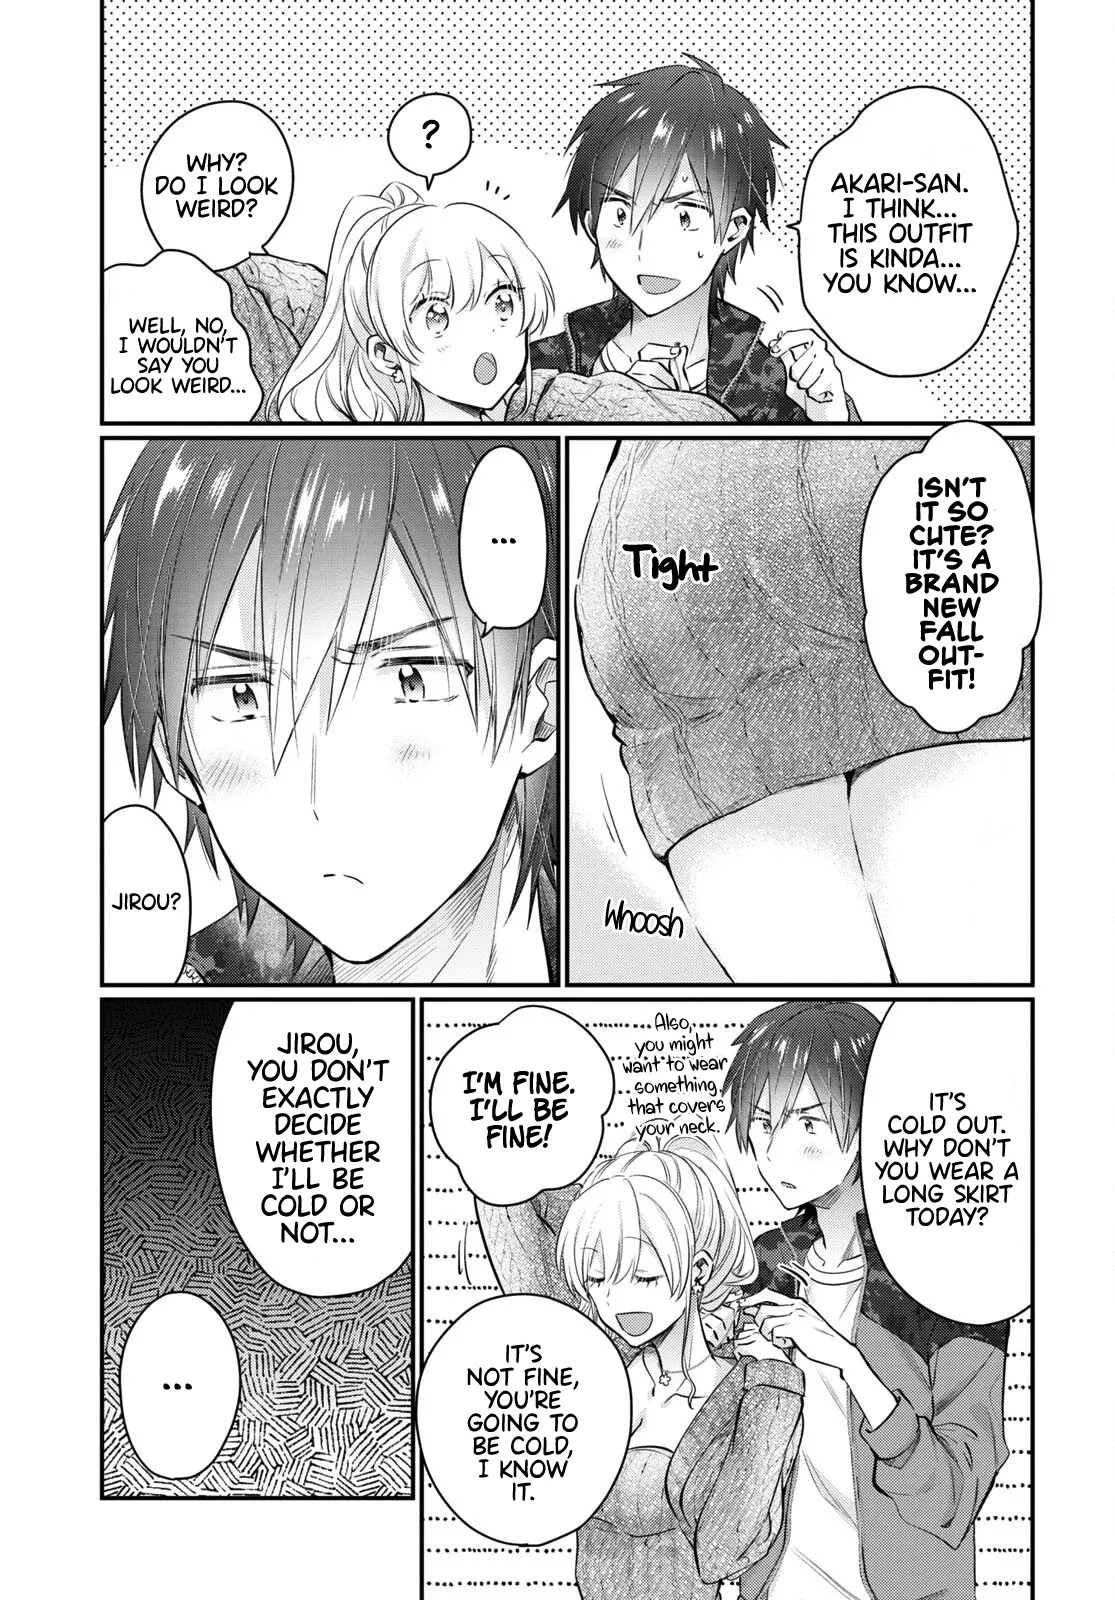 AKARI-SAN.
I THINK...
THIS OUTFIT
IS KINDA...
YOU KNOW...
?
WHY?
DO I LOOK
WEIRD?
WELL, NO,
I WOULDN'T
SAY YOU
LOOK WEIRD...
ISN'T
IT SO
CUTE?
IT'S A
BRAND
NEW
FALL
OUT-
FIT!
Tight
Whoosh
...
JIROU?
IT'S
COLD OUT.
WHY DON'T
YOU WEAR A
LONG SKIRT
TODAY?
Also,
you might
want to wear
something
that covers
your neck.
I'M FINE.
I'LL BE
FINE!
IT'S
NOT FINE,
YOU'RE
GOING TO
BE COLD,
I KNOW
IT.
JIROU,
YOU DON'T
EXACTLY
DECIDE
WHETHER
I'LL BE
COLD OR
NOT...
...